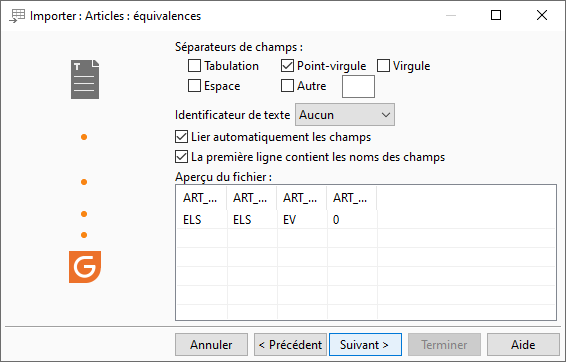 Importer : Articles : équivalences
Séparateurs de champs :
Tabulation Point-virgule Virgule
Espace Autre
Identificateur de texte Aucun
Lier automatiquement les champs
La première ligne contient les noms des champs
Aperçu du fichier :
ART_... ART_... ART_... ART_...
ELS ELS EV 0
Annuler < Précédent Suivant > Terminer Aide